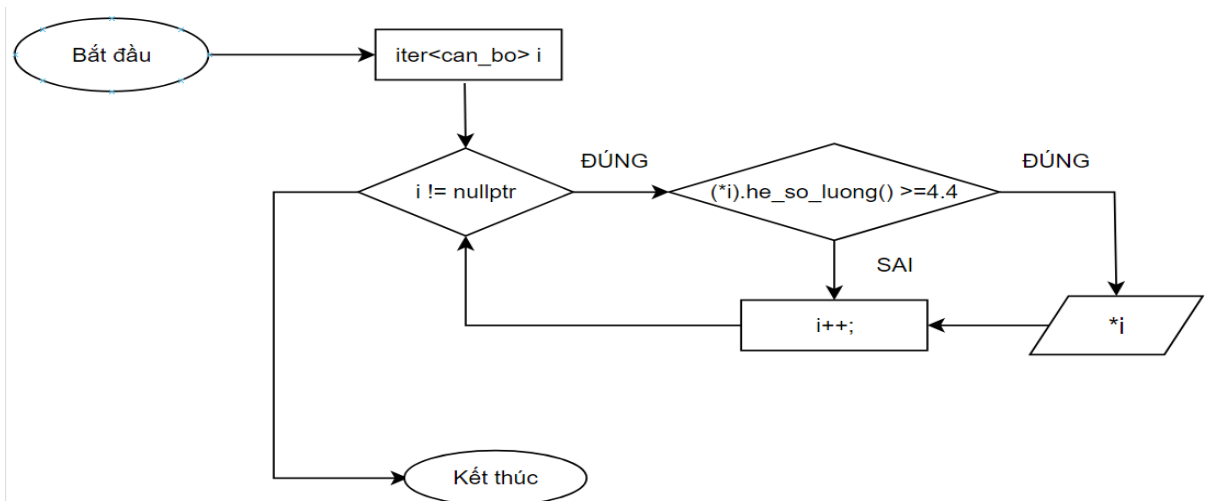 Bắt đầu
iter<can_bo> i
i != nullptr
ĐÚNG
(*i).he_so_luong() >=4.4
ĐÚNG
SAI
i++;
*i
Kết thúc